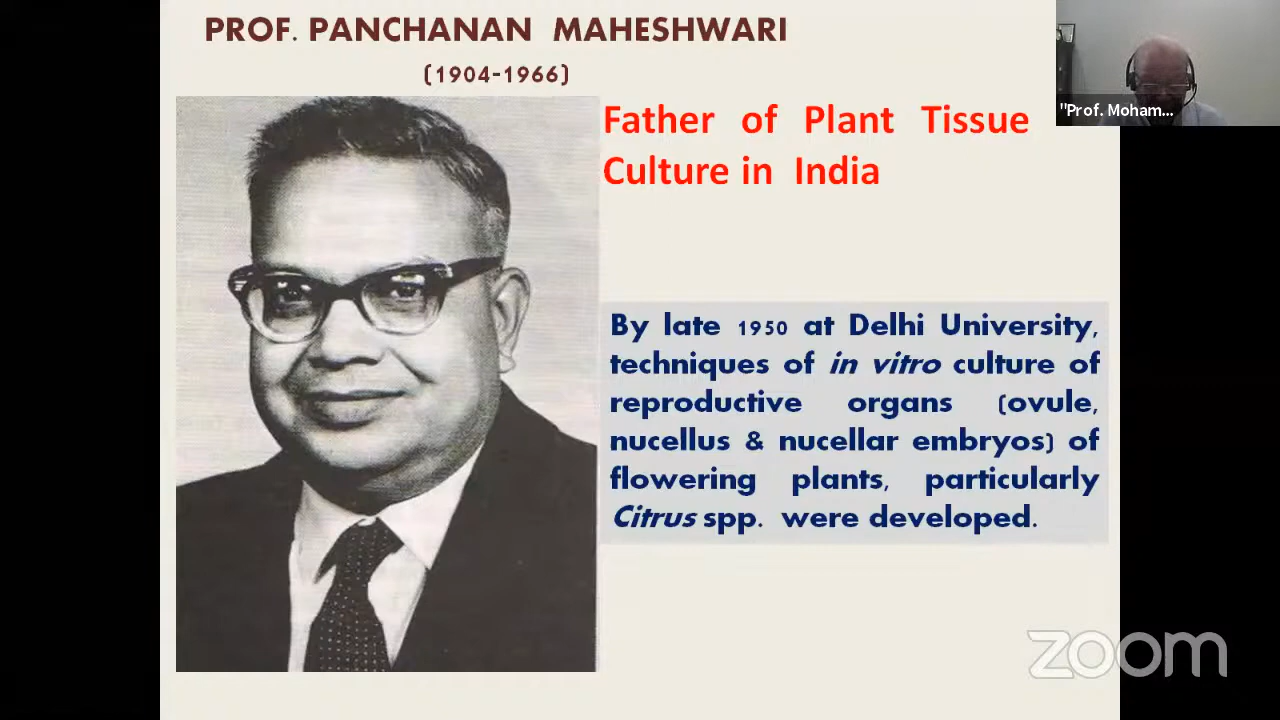 PROF. PANCHANAN MAHESHWARI
(1904-1966)
Father of Plant Tissue
Culture in India
"Prof. Moham...
By late 1950 at Delhi University,
techniques of in vitro culture of
reproductive organs (ovule,
nucellus & nucellar embryos) of
flowering plants, particularly
Citrus spp. were developed.
zoom